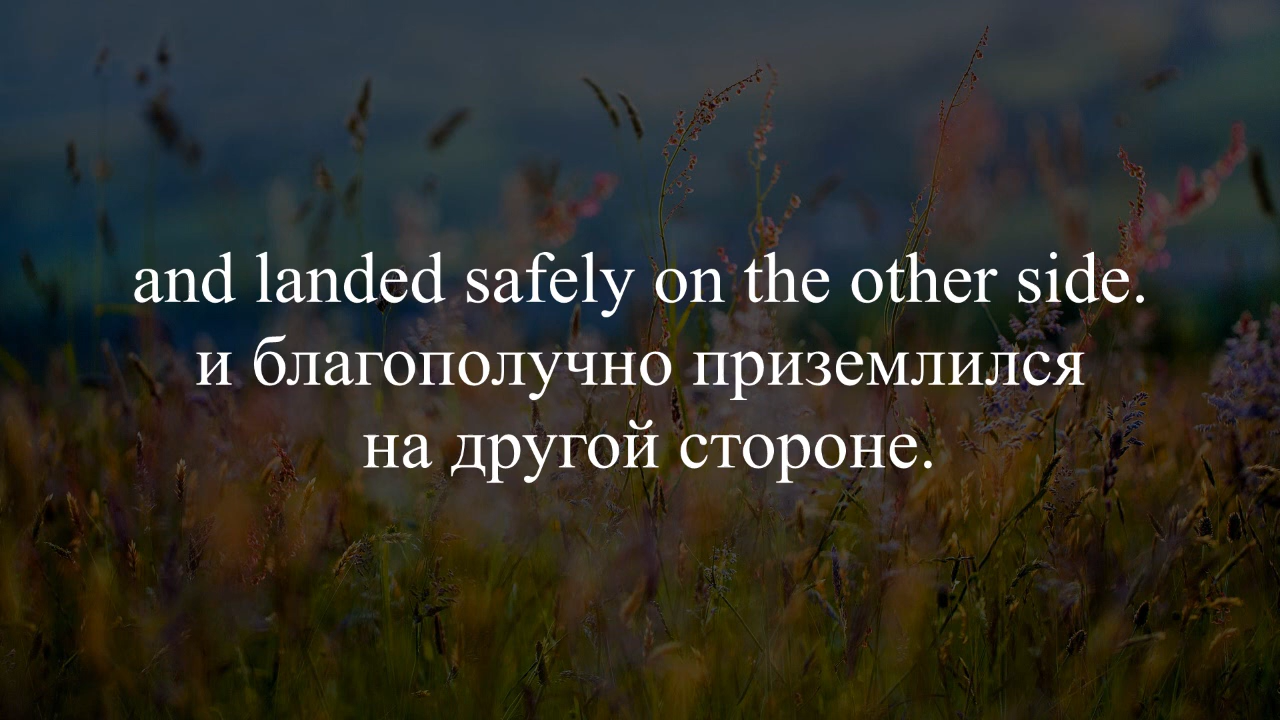 and landed safely on the other side.
и благополучно приземлился
на другой стороне.